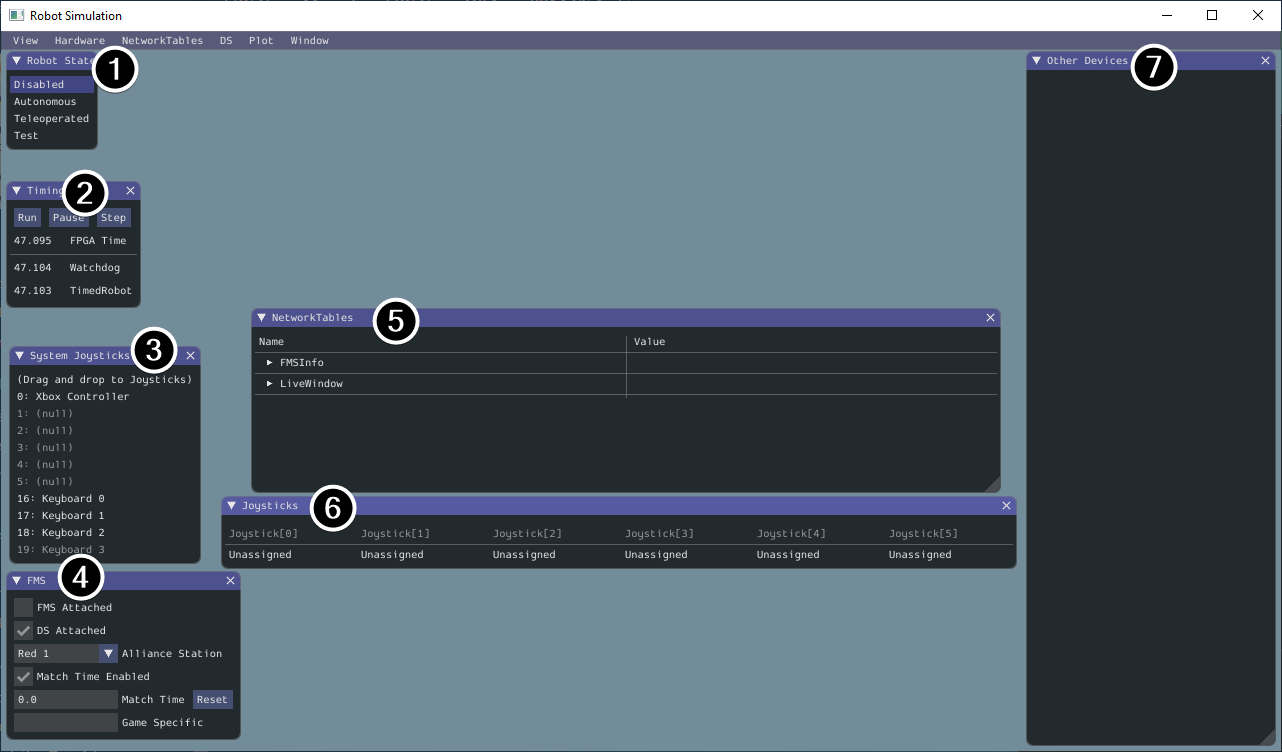 Robot Simulation
View Hardware NetworkTables DS Plot Window
Robot State
1
Disabled
Autonomous
Teleoperated
Test
Timing
2
Run Pause Step
47.095 FPGA Time
47.104 Watchdog
47.103 TimedRobot
System Joysticks
3
(Drag and drop to Joysticks)
0: Xbox Controller
1: (null)
2: (null)
3: (null)
4: (null)
5: (null)
16: Keyboard 0
17: Keyboard 1
18: Keyboard 2
19: Keyboard 3
FMS
4
FMS Attached
DS Attached
Red 1 Alliance Station
Match Time Enabled
0.0 Match Time Reset
Game Specific
NetworkTables
5
Name Value
FMSInfo
LiveWindow
Joysticks
6
Joystick[0] Joystick[1] Joystick[2] Joystick[3] Joystick[4] Joystick[5]
Unassigned Unassigned Unassigned Unassigned Unassigned Unassigned
Other Devices
7